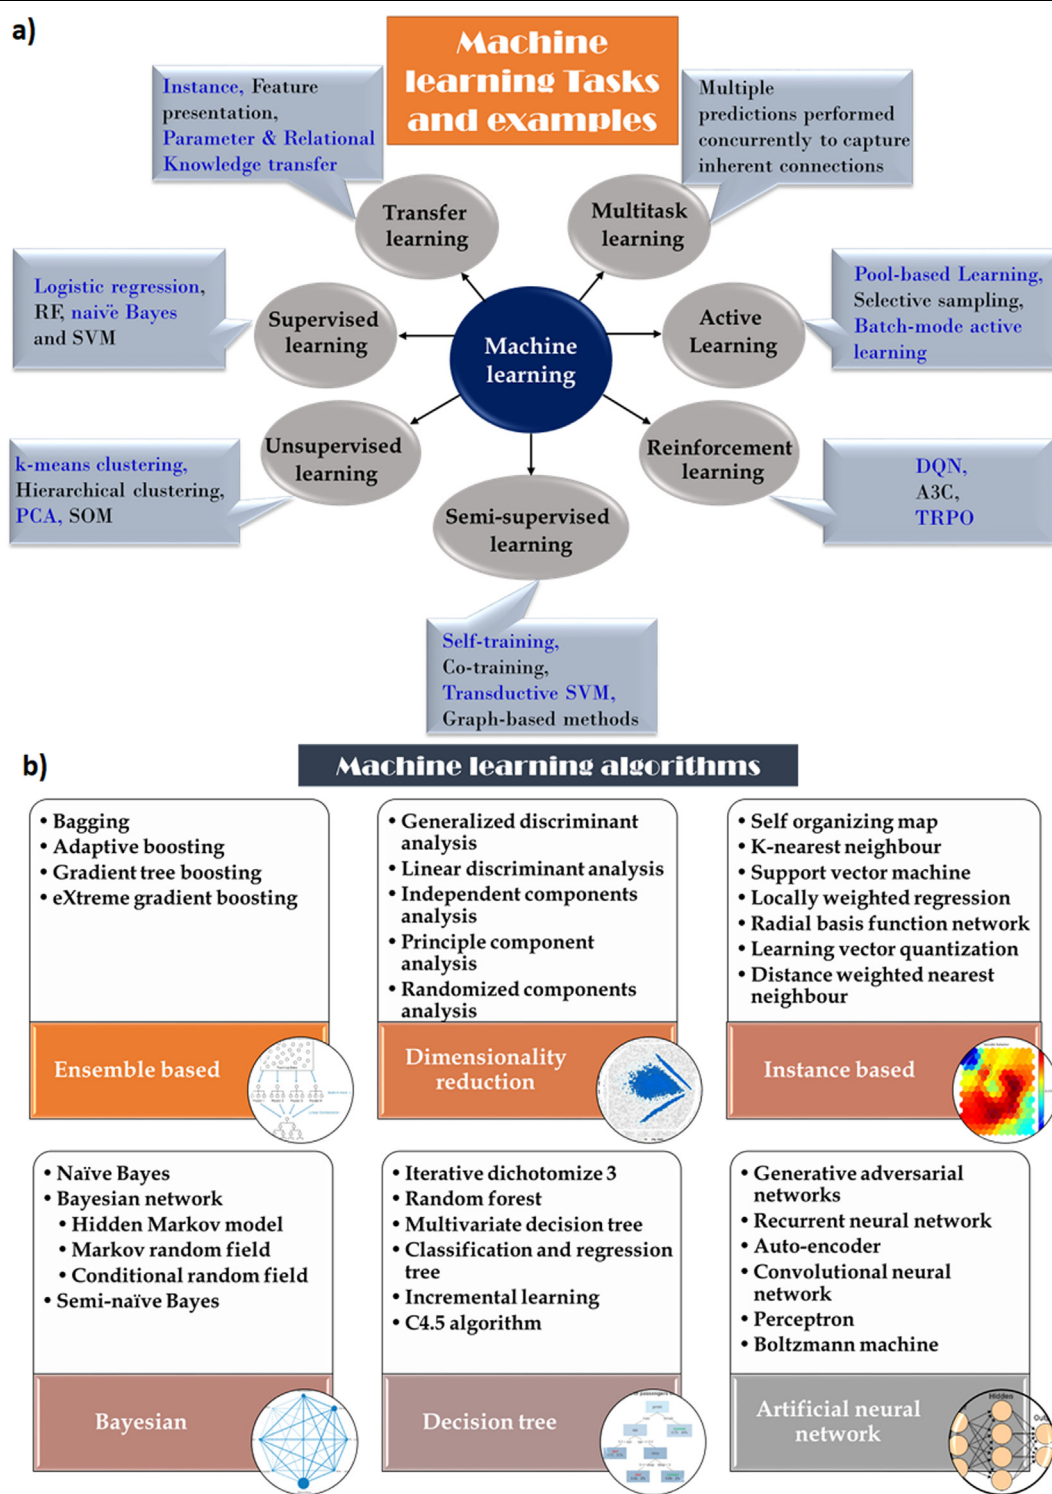 a)
Machine
learning Tasks
and examples
Instance, Feature
presentation,
Parameter & Relational
Knowledge transfer
Multiple
predictions performed
concurrently to capture
inherent connections
Transfer
learning
Multitask
learning
Logistic regression,
RF, naïve Bayes
and SVM
Supervised
learning
Machine
learning
Active
Learning
Pool-based Learning,
Selective sampling,
Batch-mode active
learning
k-means clustering,
Hierarchical clustering,
PCA, SOM
Unsupervised
learning
Reinforcement
learning
DQN,
A3C,
TRPO
Semi-supervised
learning
Self-training,
Co-training,
Transductive SVM,
Graph-based methods
b)
Machine learning algorithms
• Bagging
• Adaptive boosting
• Gradient tree boosting
• eXtreme gradient boosting
Ensemble based
• Generalized discriminant
analysis
• Linear discriminant analysis
• Independent components
analysis
• Principle component
analysis
• Randomized components
analysis
Dimensionality
reduction
• Self organizing map
• K-nearest neighbour
• Support vector machine
• Locally weighted regression
• Radial basis function network
• Learning vector quantization
• Distance weighted nearest
neighbour
Instance based
• Naïve Bayes
• Bayesian network
• Hidden Markov model
• Markov random field
• Conditional random field
• Semi-naïve Bayes
Bayesian
• Iterative dichotomize 3
• Random forest
• Multivariate decision tree
• Classification and regression
tree
• Incremental learning
• C4.5 algorithm
Decision tree
• Generative adversarial
networks
• Recurrent neural network
• Auto-encoder
• Convolutional neural
network
• Perceptron
• Boltzmann machine
Artificial neural
network
Hidden